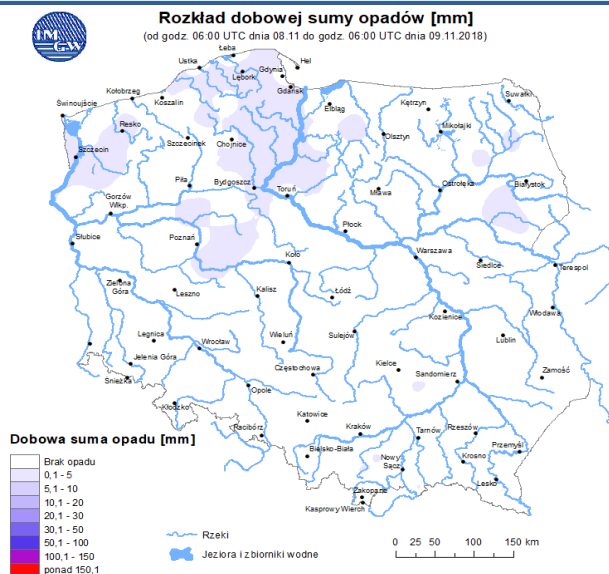 Rozkład dobowej sumy opadów [mm]
(od godz. 06:00 UTC dnia 08.11 do godz. 06:00 UTC dnia 09.11.2018)
IMGW
Łeba
Ustka
Hel
Gdynia
Lębork
Gdańsk
Kołobrzeg
Koszalin
Świnoujście
Elbląg
Kętrzyn
Suwałki
Resko
Mikołajki
Olsztyn
Szczecinek
Chojnice
Szczecin
Piła
Bydgoszcz
Toruń
Mława
Ostrołęka
Białystok
Gorzów
Wlkp.
Płock
Słubice
Poznań
Warszawa
Koło
Siedlce
Terespol
Zielona
Góra
Leszno
Kalisz
Łódź
Kozienice
Włodawa
Legnica
Wrocław
Wieluń
Sulejów
Lublin
Jelenia Góra
Kielce
Częstochowa
Sandomierz
Zamość
Śnieżka
Opole
Kłodzko
Katowice
Racibórz
Kraków
Tarnów
Rzeszów
Przemyśl
Bielsko-Biała
Nowy
Sącz
Krosno
Lesko
Zakopane
Kasprowy Wierch
Dobowa suma opadu [mm]
Brak opadu
0,1 - 5
5,1 - 10
10,1 - 20
20,1 - 30
30,1 - 50
50,1 - 100
100,1 - 150
ponad 150,1
Rzeki
Jeziora i zbiorniki wodne
0 25 50 100 150 km